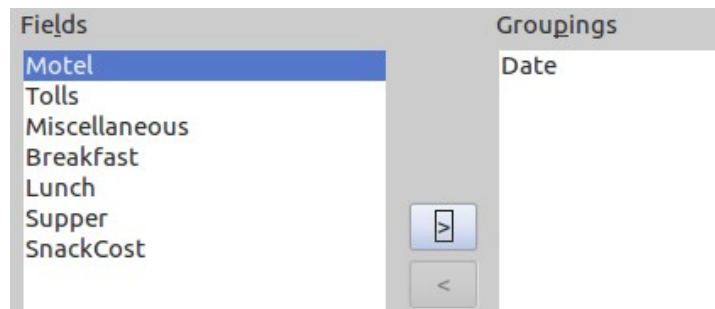 Fields
Motel
Tolls
Miscellaneous
Breakfast
Lunch
Supper
SnackCost
Groupings
Date
>
<